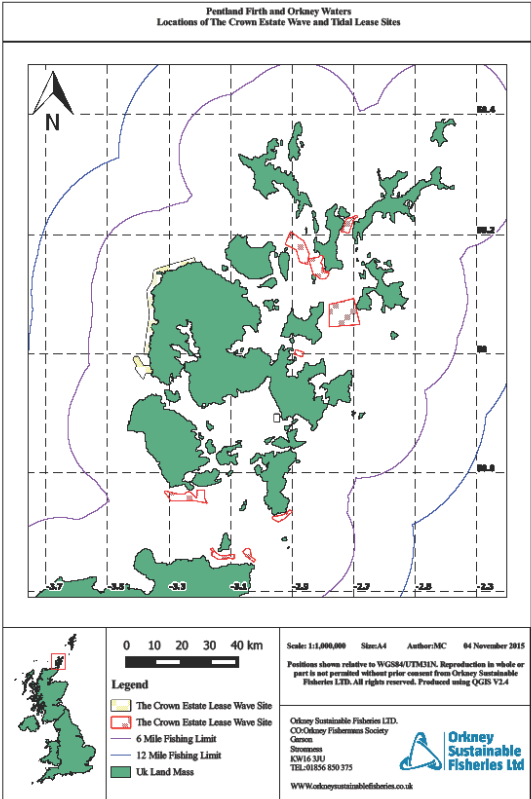 Pentland Firth and Orkney Waters
Locations of The Crown Estate Wave and Tidal Lease Sites
N
58.4
59.2
59
58.8
-3.7
-3.5
-3.3
-3.1
-2.9
-2.7
-2.5
-2.3
0 10 20 30 40 km
Legend
The Crown Estate Lease Wave Site
The Crown Estate Lease Wave Site
6 Mile Fishing Limit
12 Mile Fishing Limit
Uk Land Mass
Scale: 1:1,000,000 Size:A4 Author:MC 04 November 2015
Positions shown relative to WGS84/UTM31N. Reproduction in whole or
part is not permitted without prior consent from Orkney Sustainable
Fisheries LTD. All rights reserved. Produced using QGIS V2.4
Orkney Sustainable Fisheries LTD.
CO:Orkney Fishermans Society
Garson
Stromness
KW16 3JU
TEL:01856 850 375
WWW.orkneysustainablefisheries.co.uk
Orkney
Sustainable
Fisheries Ltd